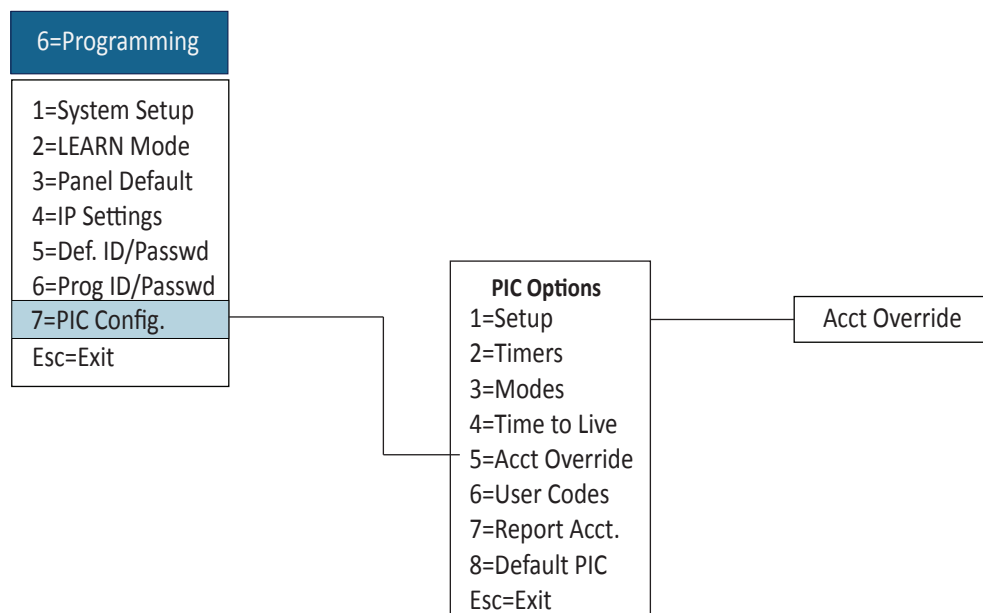 6=Programming
1=System Setup
2=LEARN Mode
3=Panel Default
4=IP Settings
5=Def. ID/Passwd
6=Prog ID/Passwd
7=PIC Config.
Esc=Exit
PIC Options
1=Setup
2=Timers
3=Modes
4=Time to Live
5=Acct Override
6=User Codes
7=Report Acct.
8=Default PIC
Esc=Exit
Acct Override